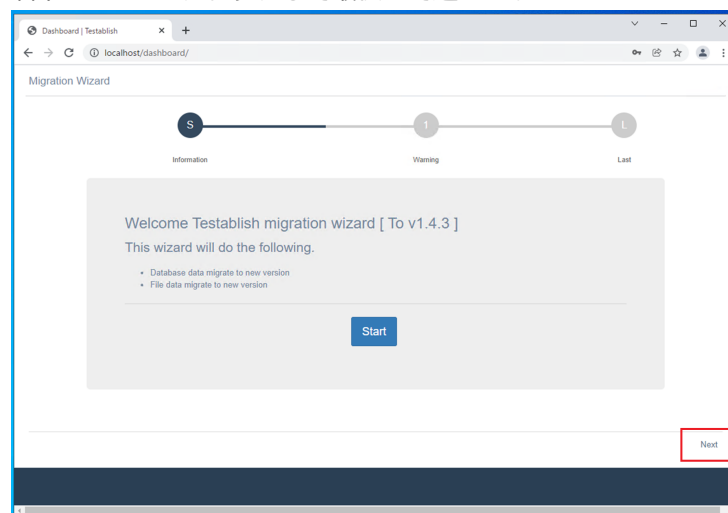 Dashboard | Testablish
localhost/dashboard/
Migration Wizard
S
1
L
Information
Warning
Last
Welcome Testablish migration wizard [ To v1.4.3 ]
This wizard will do the following.
Database data migrate to new version
File data migrate to new version
Start
Next